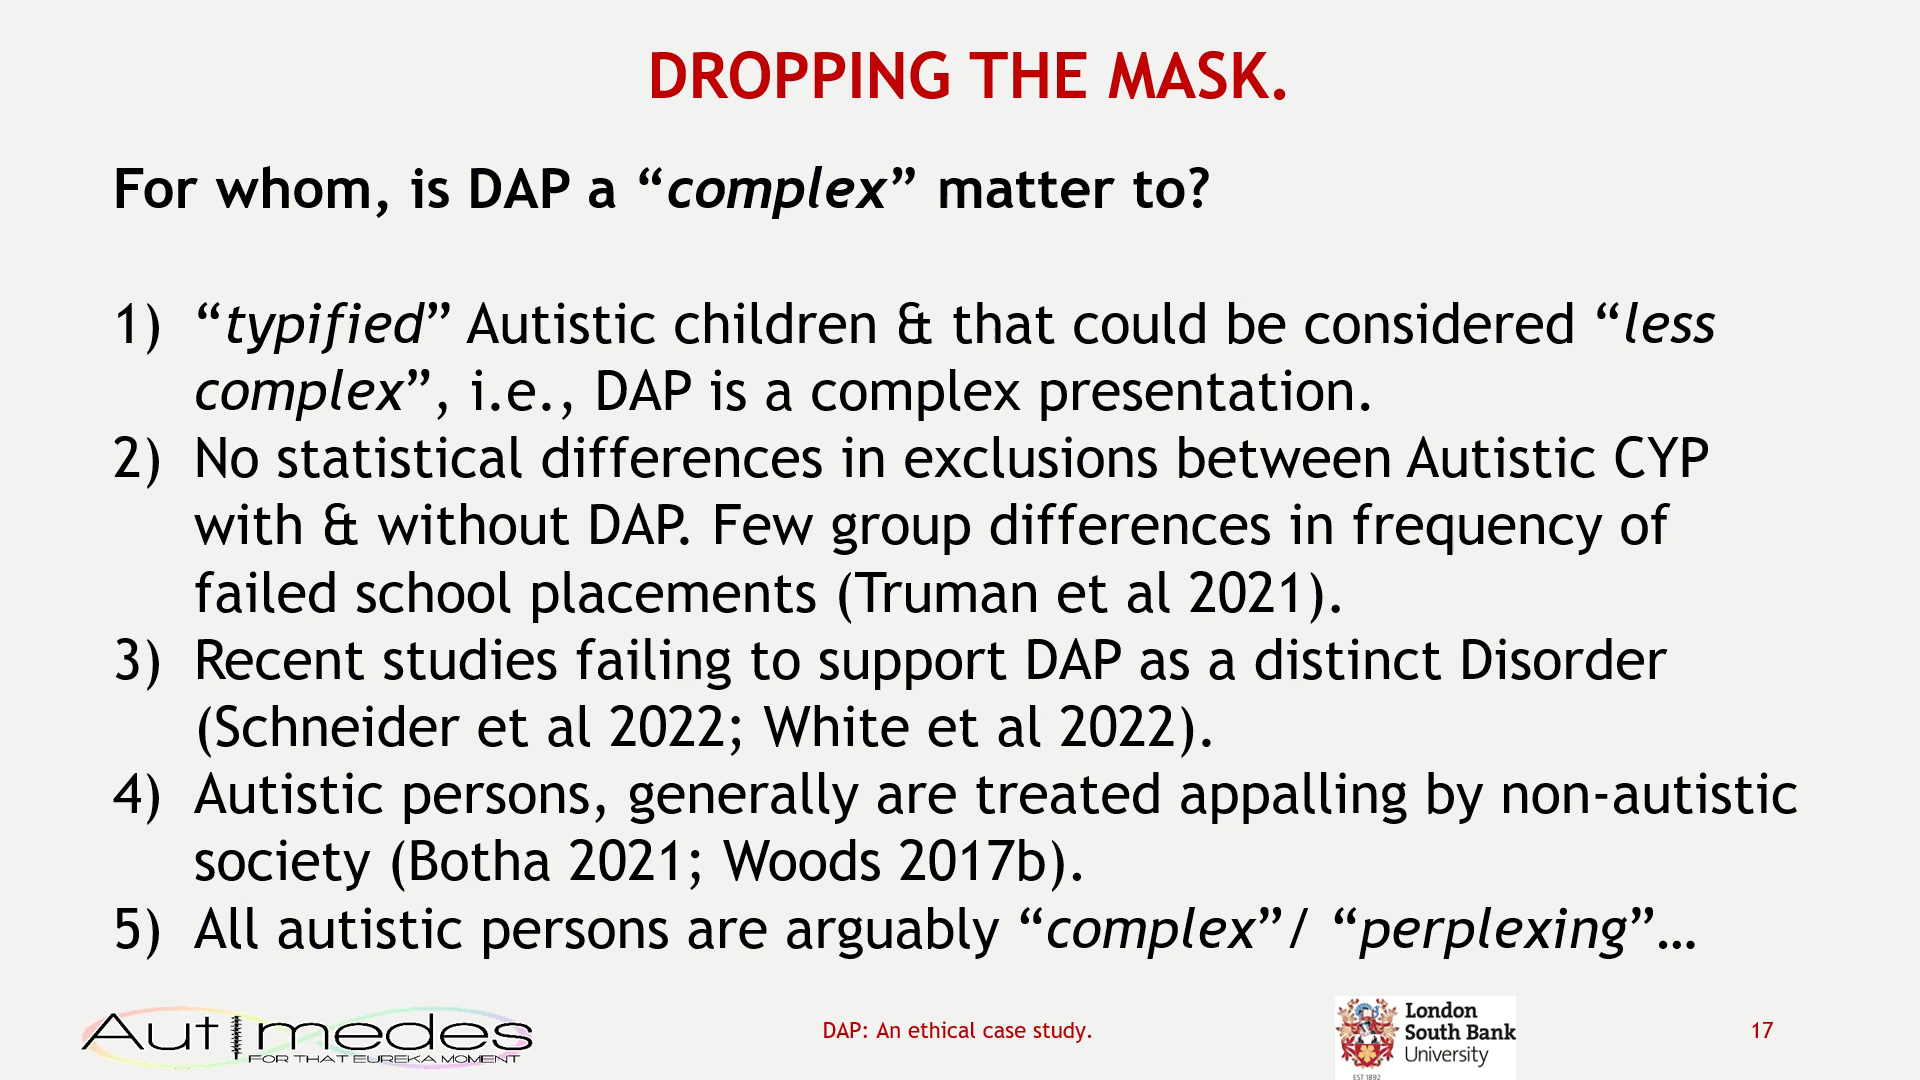 DROPPING THE MASK.
For whom, is DAP a “complex” matter to?
1) “typified” Autistic children & that could be considered “less
complex”, i.e., DAP is a complex presentation.
2) No statistical differences in exclusions between Autistic CYP
with & without DAP. Few group differences in frequency of
failed school placements (Truman et al 2021).
3) Recent studies failing to support DAP as a distinct Disorder
(Schneider et al 2022; White et al 2022).
4) Autistic persons, generally are treated appalling by non-autistic
society (Botha 2021; Woods 2017b).
5) All autistic persons are arguably “complex”/ “perplexing”…
Autimedes
FOR THAT EUREKA MOMENT
DAP: An ethical case study.
London
South Bank
University
EST 1892
17